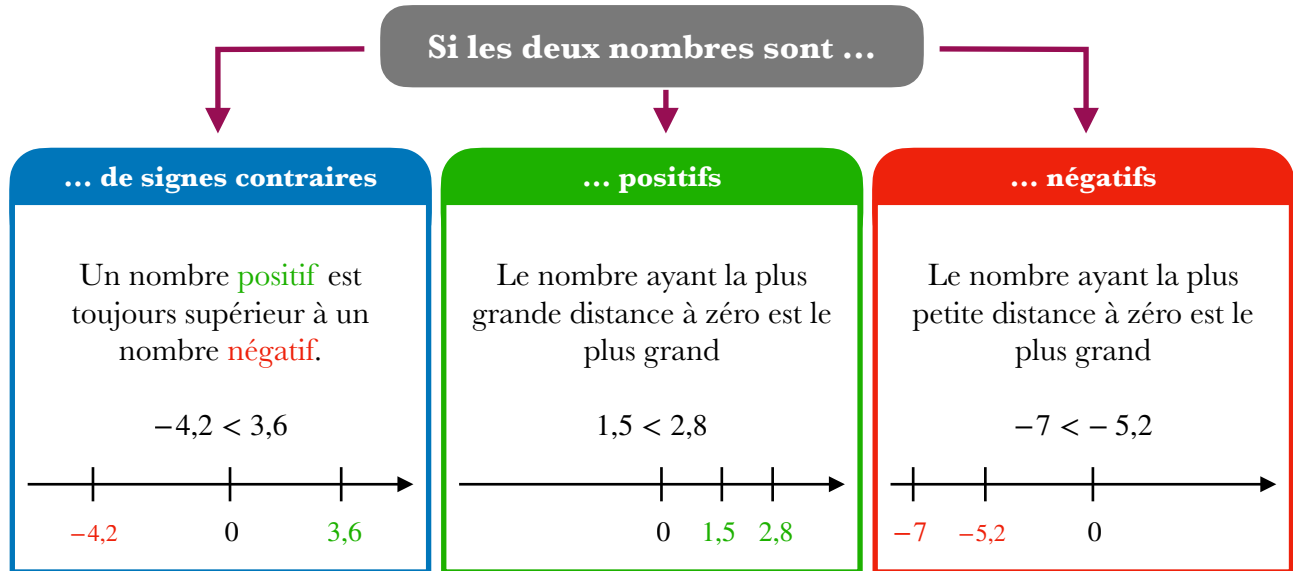 Si les deux nombres sont …
… de signes contraires
Un nombre positif est
toujours supérieur à un
nombre négatif.
−4,2 < 3,6
−4,2 0 3,6
… positifs
Le nombre ayant la plus
grande distance à zéro est le
plus grand
1,5 < 2,8
0 1,5 2,8
… négatifs
Le nombre ayant la plus
petite distance à zéro est le
plus grand
−7 < − 5,2
−7 −5,2 0